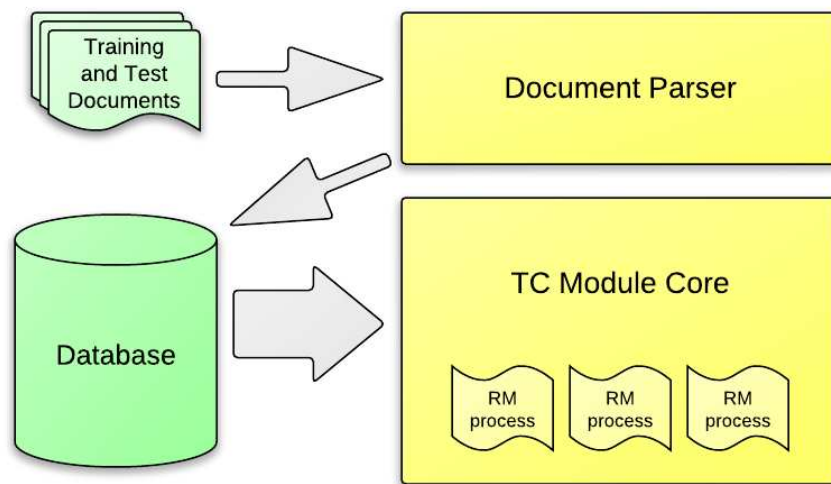 Training
and Test
Documents
Document Parser
Database
TC Module Core
RM
process
RM
process
RM
process